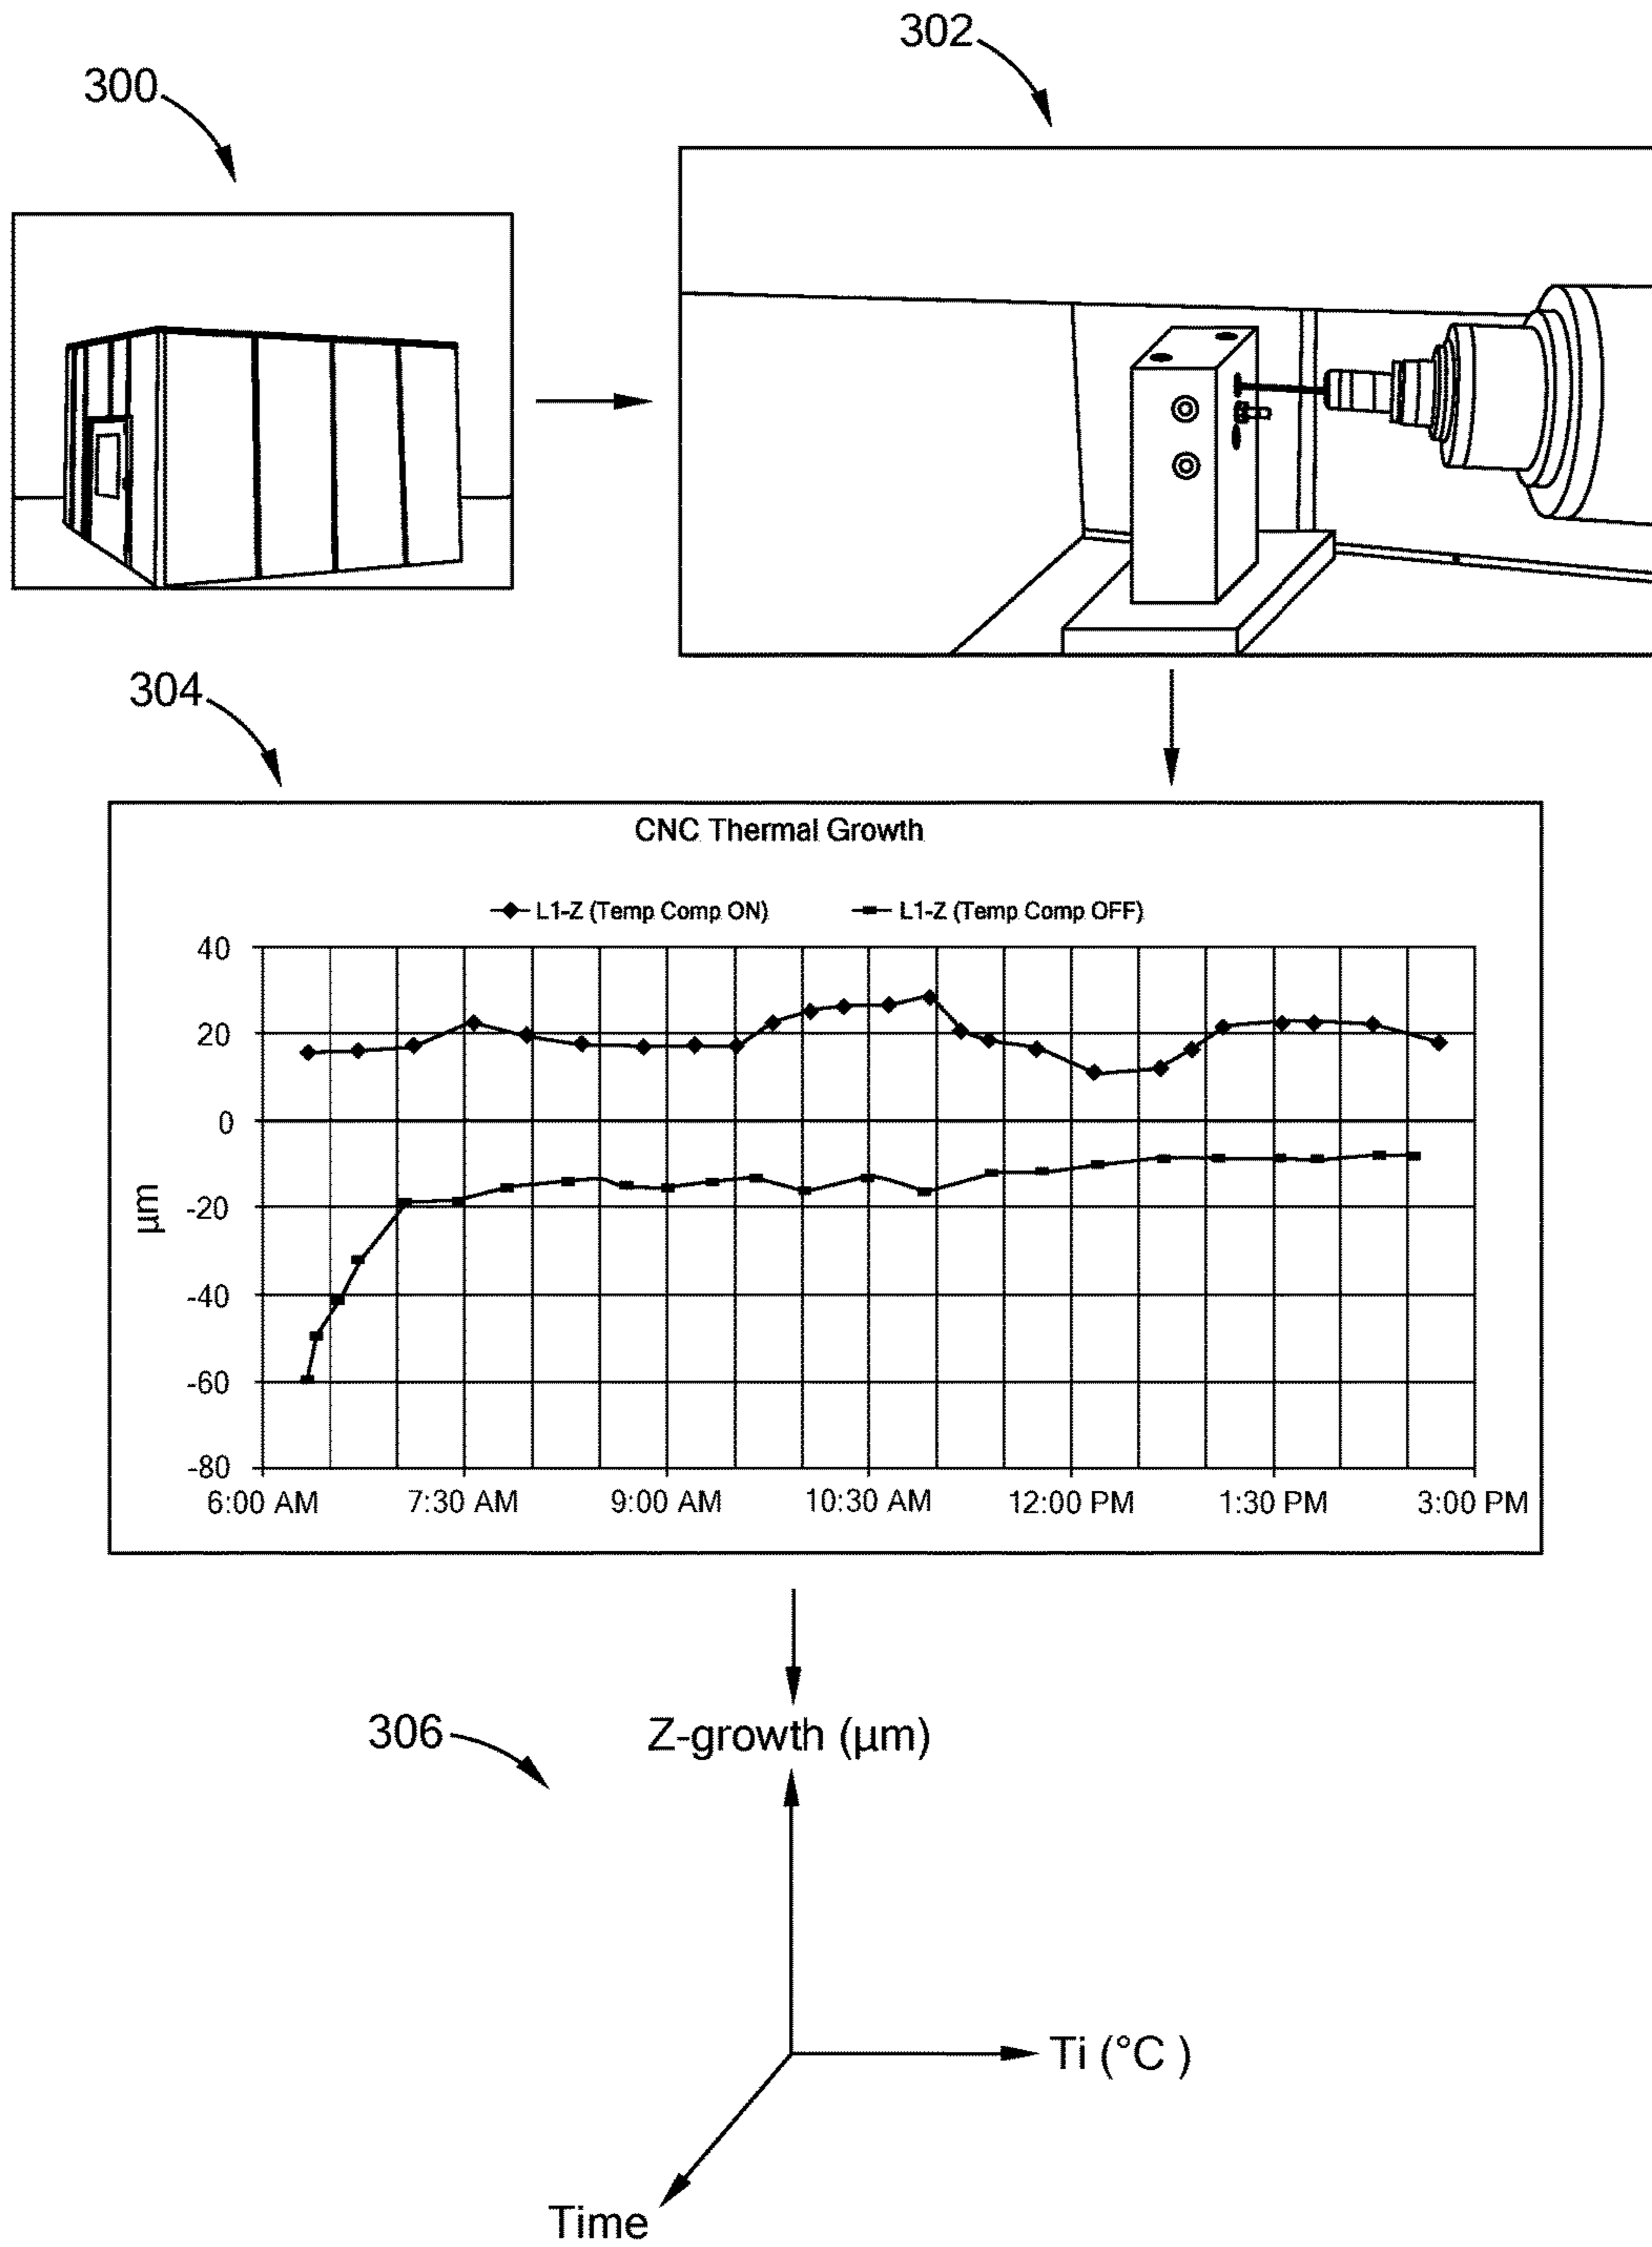 302
300
304
CNC Thermal Growth
L1-Z (Temp Comp ON) L1-Z (Temp Comp OFF)
40
20
0
-20
-40
-60
-80
µm
6:00 AM 7:30 AM 9:00 AM 10:30 AM 12:00 PM 1:30 PM 3:00 PM
306
Z-growth (µm)
Ti (°C )
Time